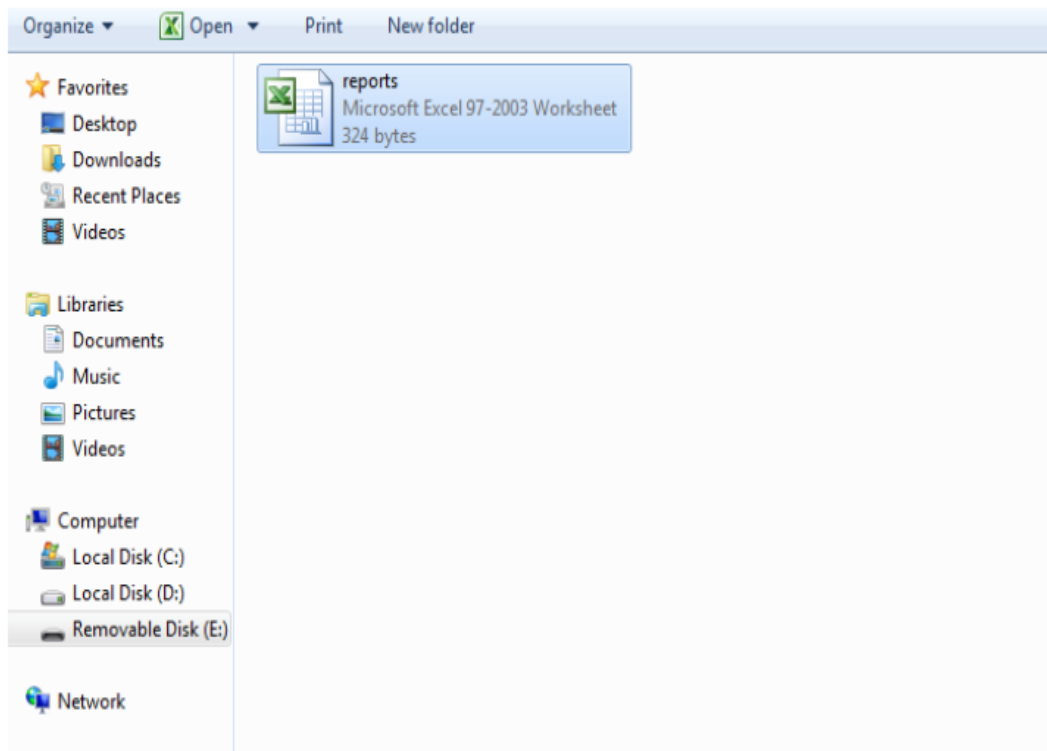 Organize Open Print New folder
Favorites
Desktop
Downloads
Recent Places
Videos
Libraries
Documents
Music
Pictures
Videos
Computer
Local Disk (C:)
Local Disk (D:)
Removable Disk (E:)
Network
reports
Microsoft Excel 97-2003 Worksheet
324 bytes